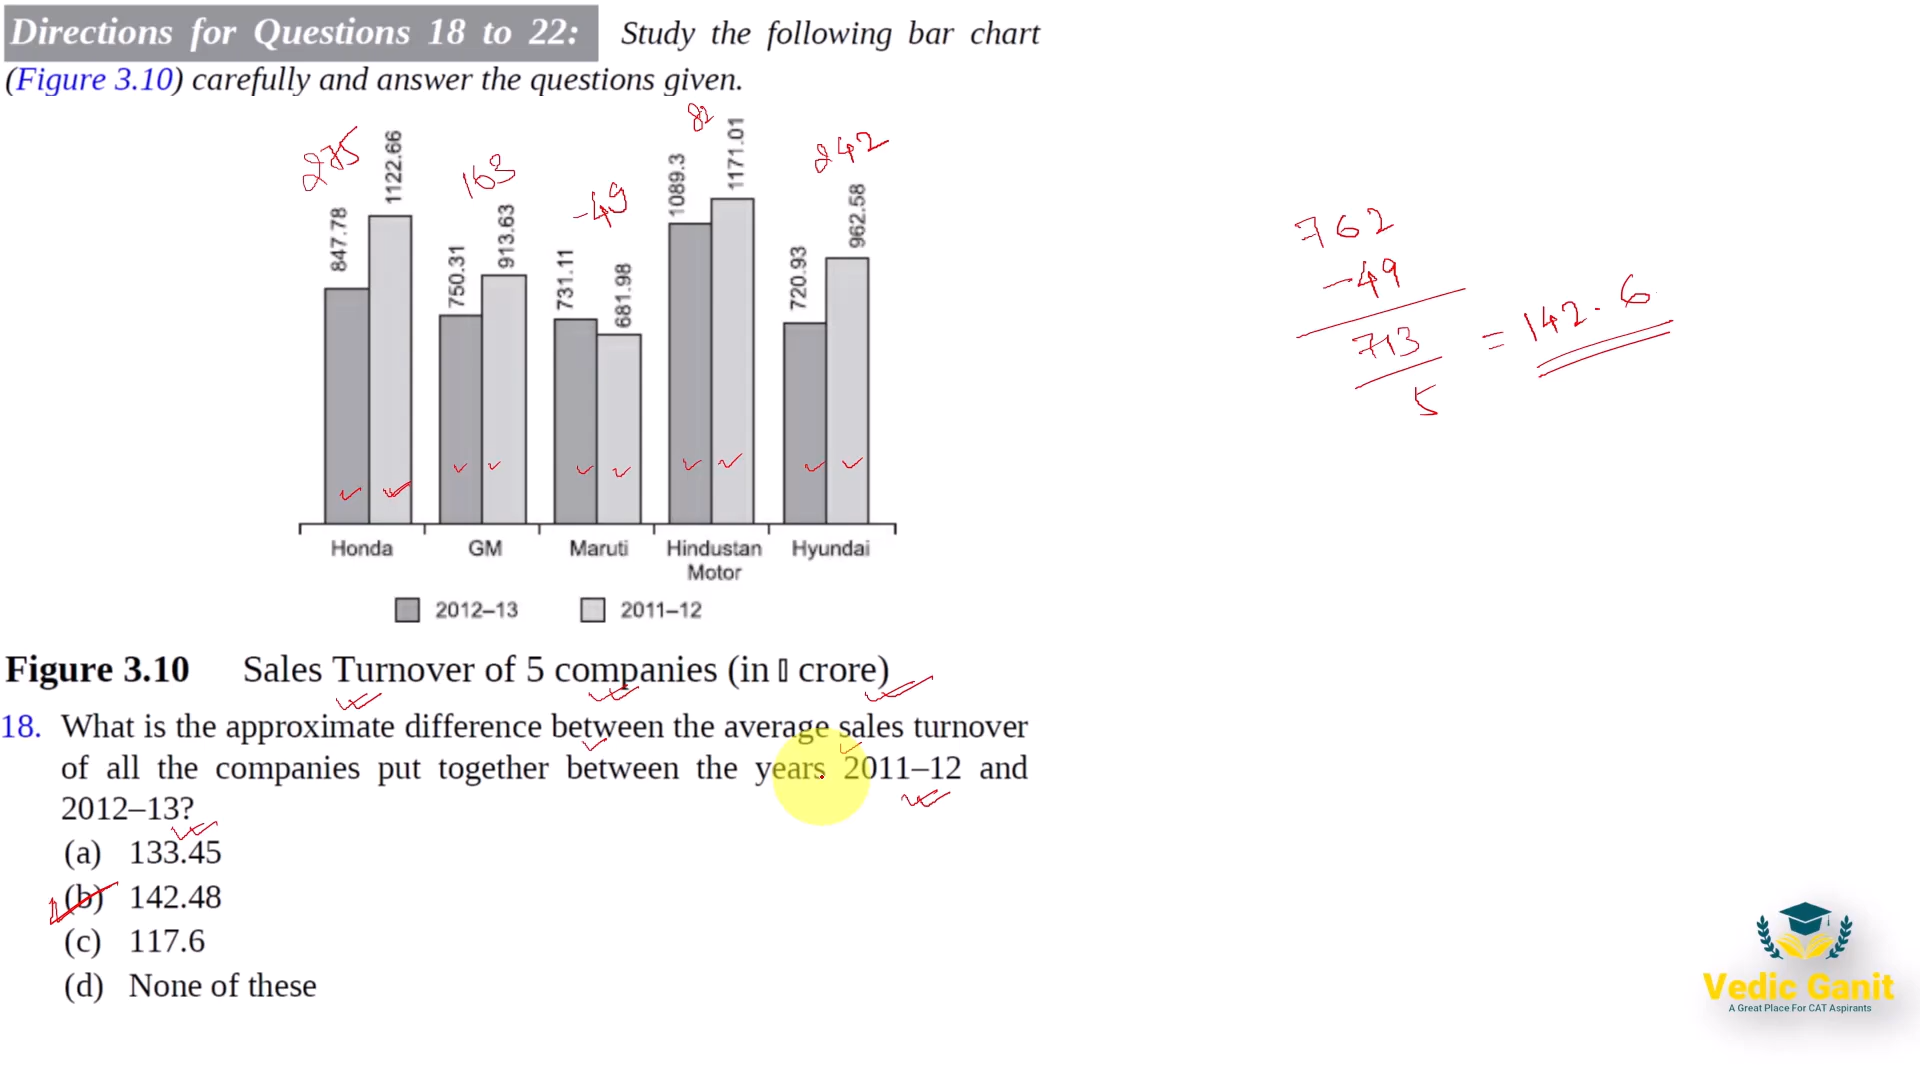 Directions for Questions 18 to 22: Study the following bar chart
(Figure 3.10) carefully and answer the questions given.
275
847.78
1122.66
163
750.31
913.63
-49
731.11
681.98
82
1089.3
1171.01
242
720.93
962.58
Honda GM Maruti Hindustan Motor Hyundai
2012–13 2011–12
Figure 3.10 Sales Turnover of 5 companies (in ▯ crore)
18. What is the approximate difference between the average sales turnover
of all the companies put together between the years 2011–12 and
2012–13?
(a) 133.45
(b) 142.48
(c) 117.6
(d) None of these
762
-49
713
5
= 142.6
Vedic Ganit
A Great Place For CAT Aspirants